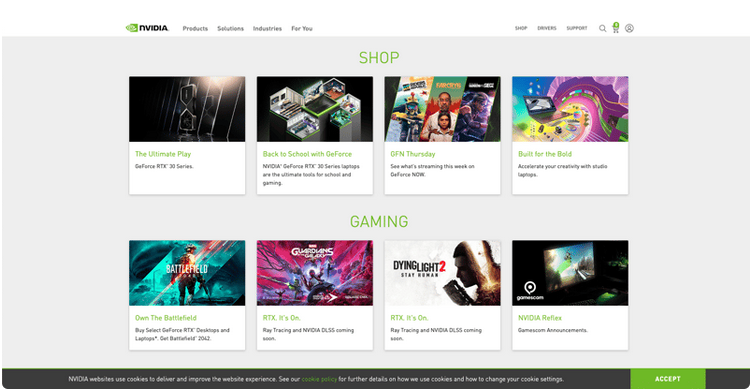 NVIDIA.
Products Solutions Industries For You
SHOP DRIVERS SUPPORT
SHOP
The Ultimate Play
GeForce RTX™ 30 Series.
Back to School with GeForce
NVIDIA® GeForce RTX™ 30 Series laptops
are the ultimate tools for school and
gaming.
GFN Thursday
See what's streaming this week on
GeForce NOW.
Built for the Bold
Accelerate your creativity with studio
laptops.
GAMING
BATTLEFIELD
Own The Battlefield
Buy Select GeForce RTX™ Desktops and
Laptops*. Get Battlefield™ 2042.
MARVEL
GUARDIANS
OF THE GALAXY
RTX. It's On.
Ray Tracing and NVIDIA DLSS coming
soon.
DYING LIGHT 2
STAY HUMAN
RTX. It's On.
Ray Tracing and NVIDIA DLSS coming
soon.
gamescom
NVIDIA Reflex
Gamescom Announcements.
NVIDIA websites use cookies to deliver and improve the website experience. See our cookie policy for further details on how we use cookies and how to change your cookie settings.
ACCEPT